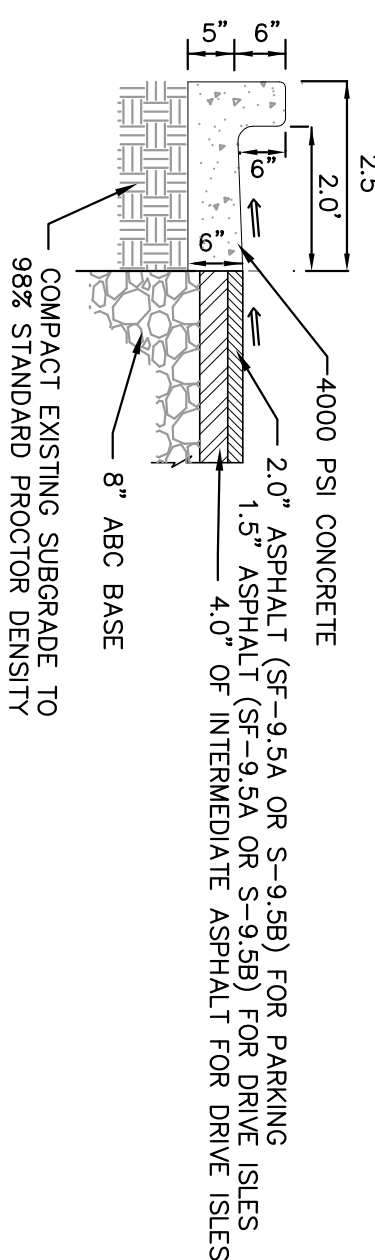 2.5
2.0'
5" 6"
6"
6"
4000 PSI CONCRETE
2.0" ASPHALT (SF-9.5A OR S-9.5B) FOR PARKING
1.5" ASPHALT (SF-9.5A OR S-9.5B) FOR DRIVE ISLES
4.0" OF INTERMEDIATE ASPHALT FOR DRIVE ISLES
8" ABC BASE
COMPACT EXISTING SUBGRADE TO
98% STANDARD PROCTOR DENSITY